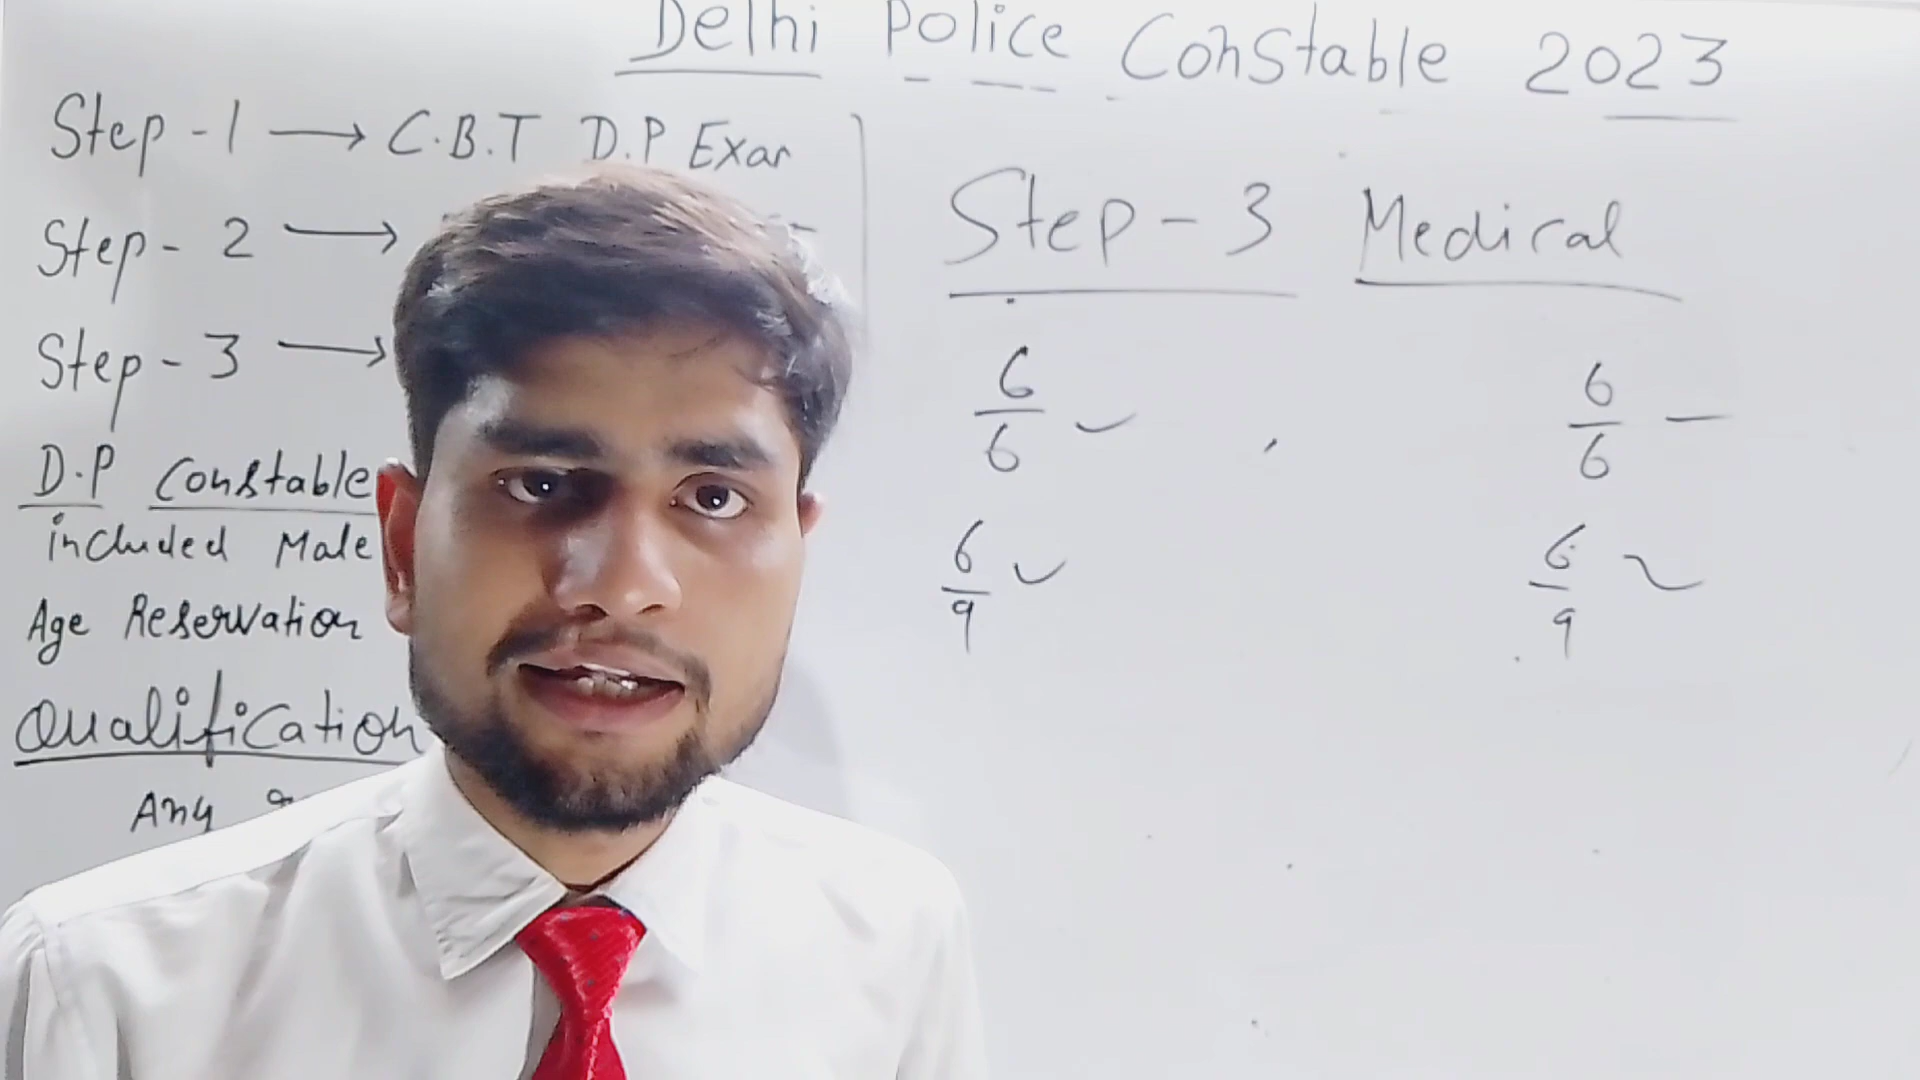 Delhi Police Constable 2023
Step-1 → C.B.T D.P Exam
Step-2 →
Step-3 →
D.P Constable
included Male
Age Reservation
Qualification
Any
Step-3 Medical
6/6 6/6
6/9 6/9